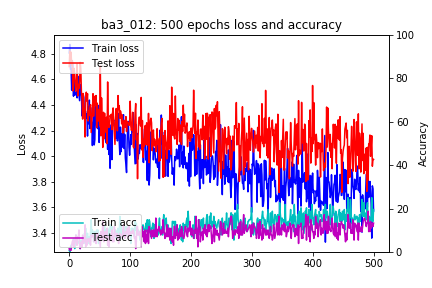 ba3_012: 500 epochs loss and accuracy
Train loss
Test loss
Train acc
Test acc
Loss
Accuracy
4.8
4.6
4.4
4.2
4.0
3.8
3.6
3.4
100
80
60
40
20
0
0 100 200 300 400 500